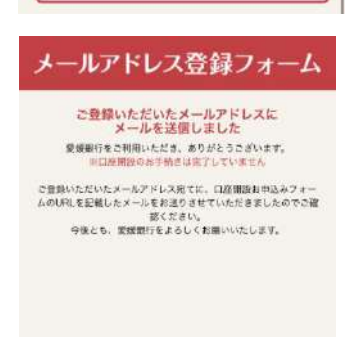 メールアドレス登録フォーム
ご登録いただいたメールアドレスに
メールを送信しました
愛媛銀行をご利用いただき、ありがとうございます。
※口座開設のお手続きは完了していません
ご登録いただいたメールアドレス宛てに、口座開設お申込みフォー
ムのURLを記載したメールをお送りさせていただきましたのでご確
認ください。
今後とも、愛媛銀行をよろしくお願いいたします。